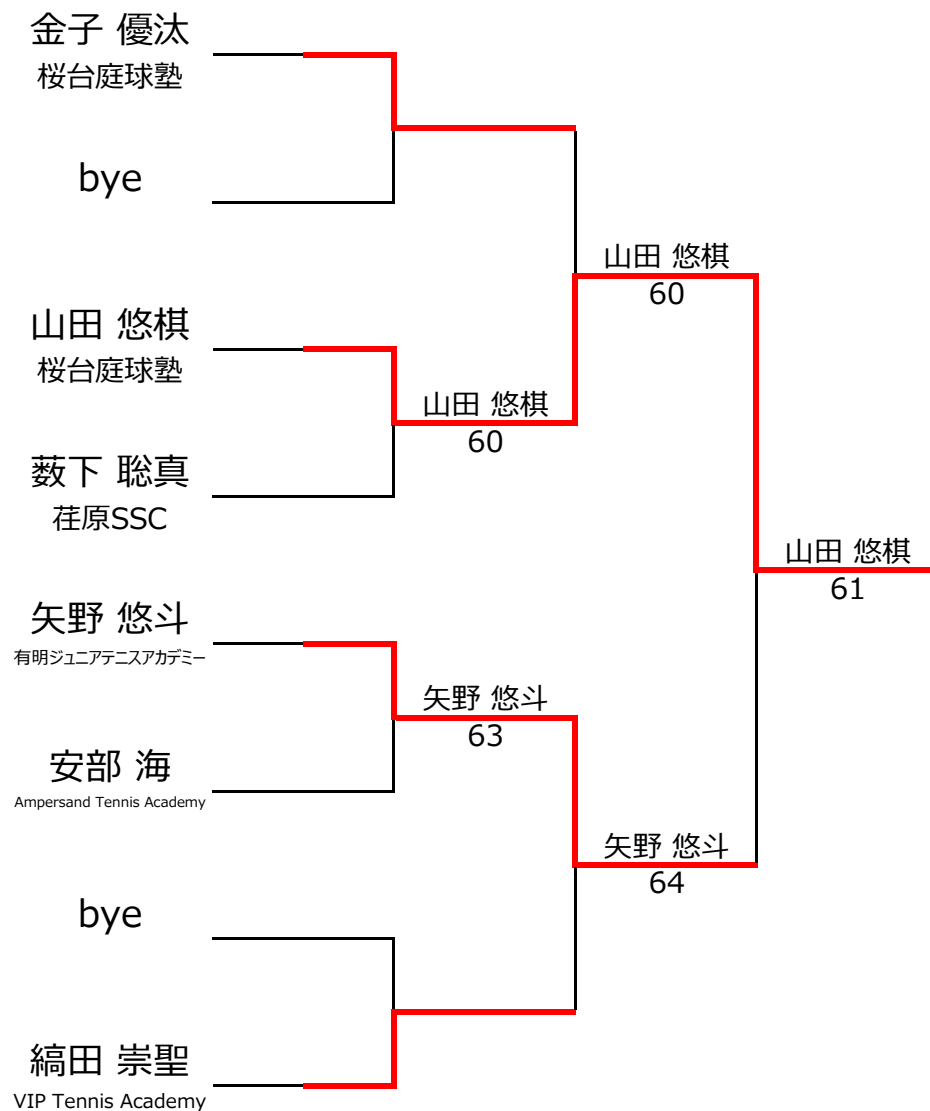 金子 優汰
桜台庭球塾
bye
山田 悠棋
60
山田 悠棋
桜台庭球塾
山田 悠棋
60
薮下 聡真
荏原SSC
山田 悠棋
61
矢野 悠斗
有明ジュニアテニスアカデミー
矢野 悠斗
63
安部 海
Ampersand Tennis Academy
矢野 悠斗
64
bye
縞田 崇聖
VIP Tennis Academy